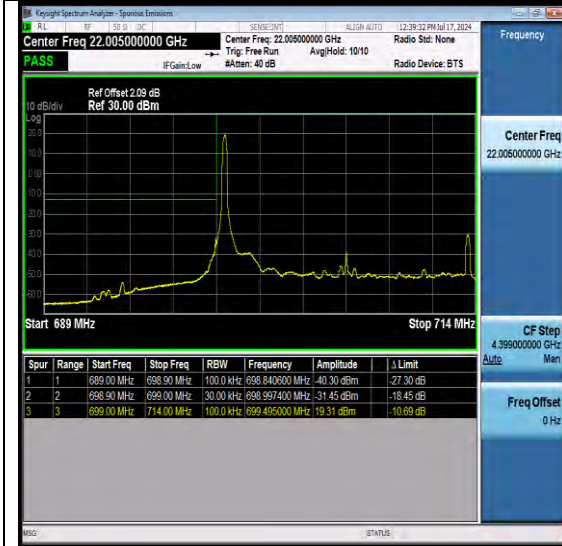 Keysight Spectrum Analyzer - Spurious Emissions
RL RF 50 Ω DC SENSE:INT ALIGN AUTO 12:39:32 PM Jul 17, 2024
Center Freq 22.005000000 GHz
Center Freq: 22.005000000 GHz
Radio Std: None
Trig: Free Run Avg|Hold: 10/10
PASS
IFGain:Low
#Atten: 40 dB
Radio Device: BTS
Ref Offset 2.09 dB
10 dB/div Ref 30.00 dBm
Log
20.0
10.0
0.00
-10.0
-20.0
-30.0
-40.0
-50.0
-60.0
Start 689 MHz Stop 714 MHz
Spur Range Start Freq Stop Freq RBW Frequency Amplitude Δ Limit
1 1 689.00 MHz 698.90 MHz 100.0 kHz 698.840600 MHz -40.30 dBm -27.30 dB
2 2 698.90 MHz 699.00 MHz 30.00 kHz 698.997400 MHz -31.45 dBm -18.45 dB
3 3 699.00 MHz 714.00 MHz 100.0 kHz 699.495000 MHz 19.31 dBm -10.69 dB
MSG STATUS
Frequency
Center Freq
22.005000000 GHz
CF Step
4.399000000 GHz
Auto Man
Freq Offset
0 Hz